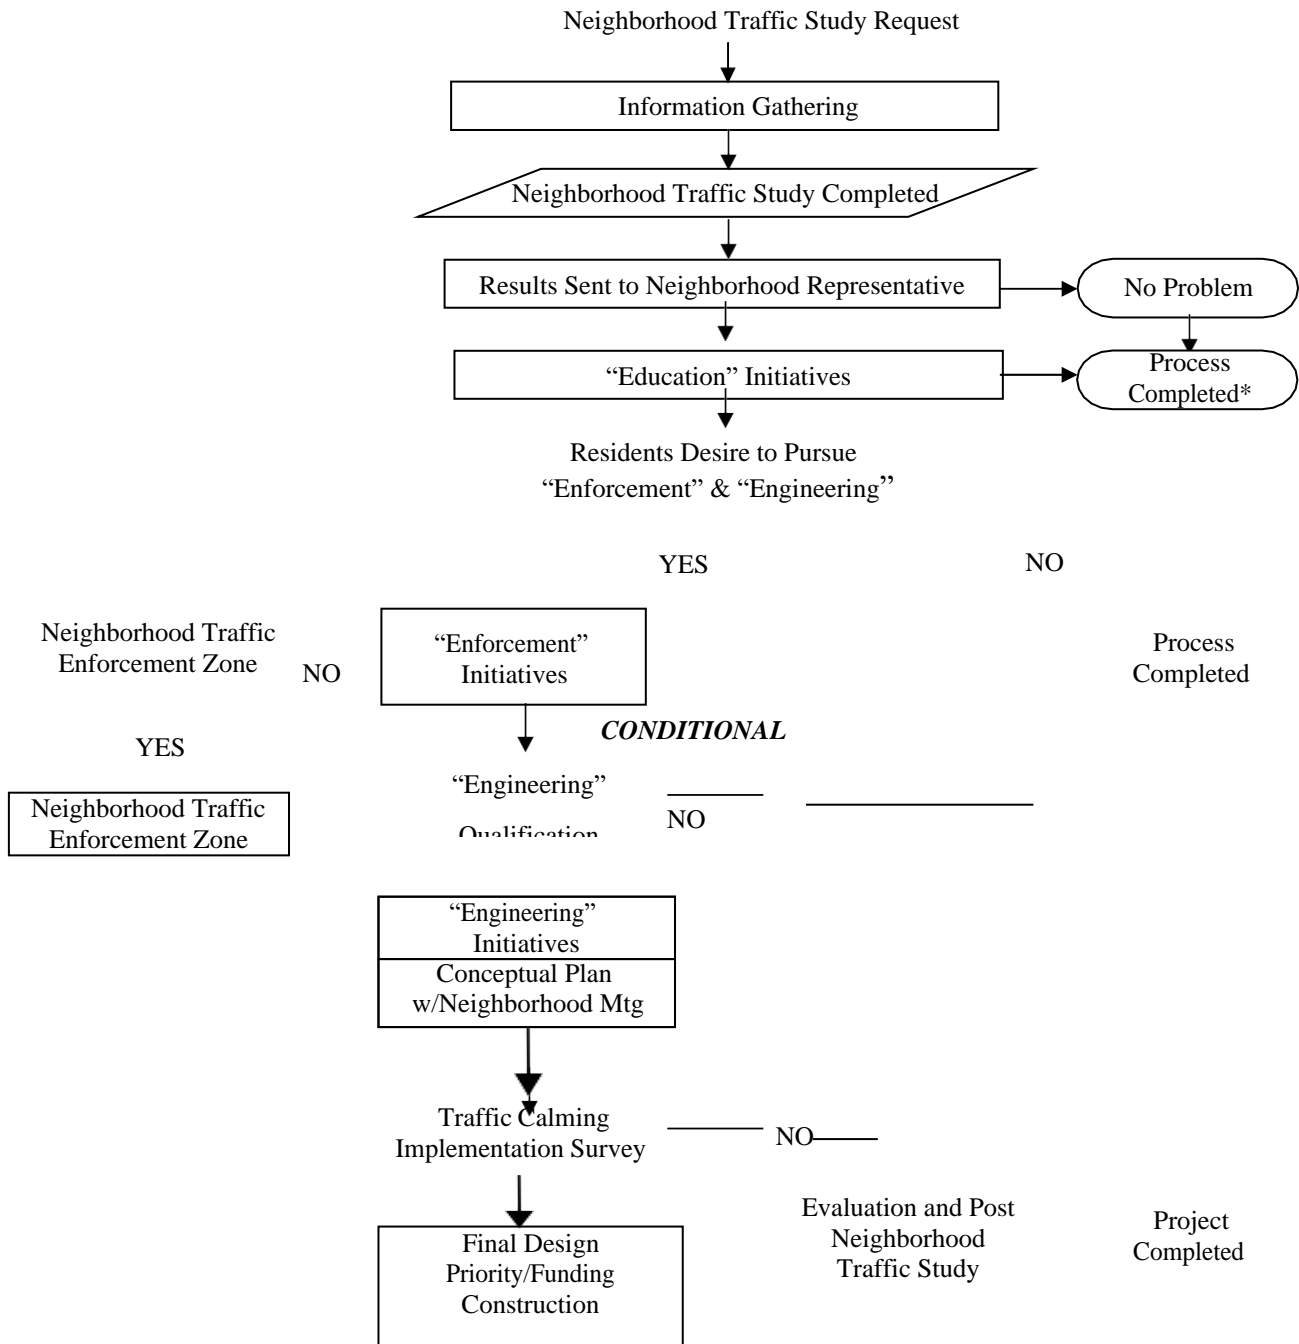 Neighborhood Traffic Study Request
Information Gathering
Neighborhood Traffic Study Completed
Results Sent to Neighborhood Representative
No Problem
“Education” Initiatives
Process
Completed*
Residents Desire to Pursue
“Enforcement” & “Engineering”
YES
NO
Neighborhood Traffic
Enforcement Zone
NO
“Enforcement”
Initiatives
Process
Completed
CONDITIONAL
YES
“Engineering”
Qualification
NO
Neighborhood Traffic
Enforcement Zone
“Engineering”
Initiatives
Conceptual Plan
w/Neighborhood Mtg
Traffic Calming
Implementation Survey
NO
Evaluation and Post
Neighborhood
Traffic Study
Project
Completed
Final Design
Priority/Funding
Construction